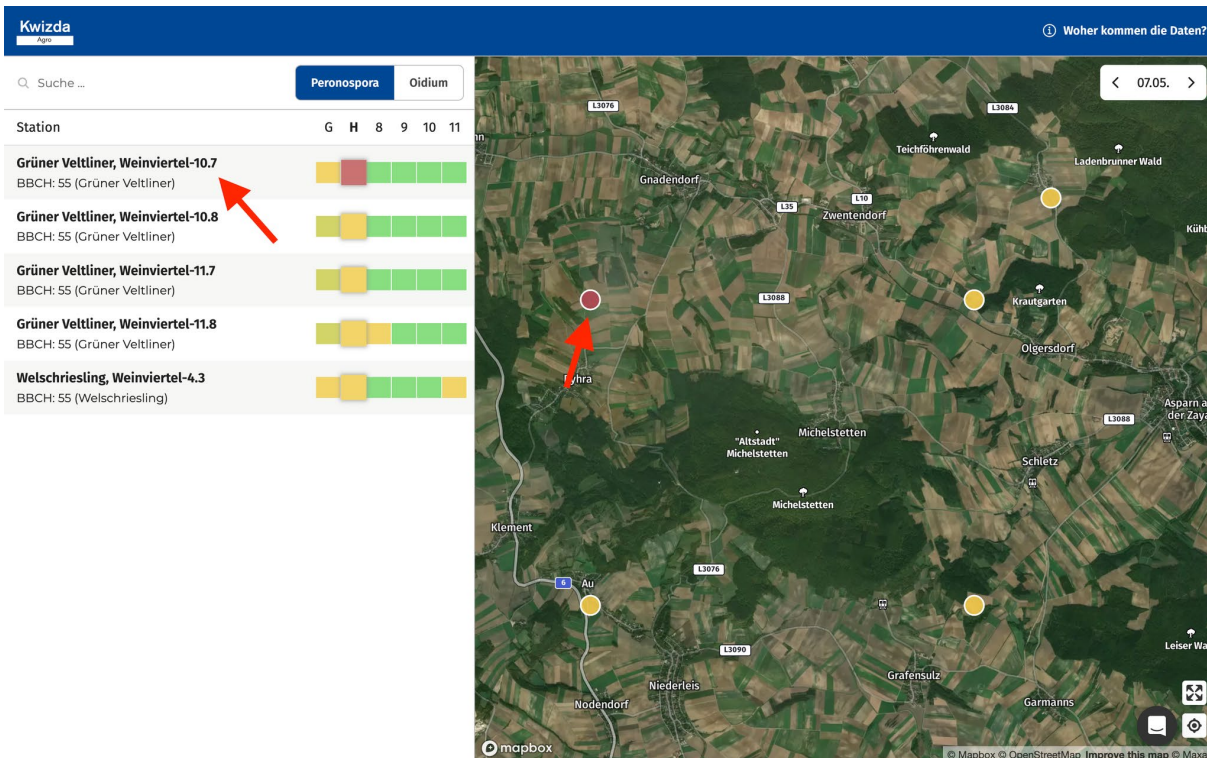 Kwizda
Agro
Woher kommen die Daten?
Suche ...
Peronospora
Oidium
07.05.
Station
G H 8 9 10 11
Grüner Veltliner, Weinviertel-10.7
BBCH: 55 (Grüner Veltliner)
Grüner Veltliner, Weinviertel-10.8
BBCH: 55 (Grüner Veltliner)
Grüner Veltliner, Weinviertel-11.7
BBCH: 55 (Grüner Veltliner)
Grüner Veltliner, Weinviertel-11.8
BBCH: 55 (Grüner Veltliner)
Welschriesling, Weinviertel-4.3
BBCH: 55 (Welschriesling)
L3076
L3084
Teichföhrenwald
Ladenbrunner Wald
Gnadendorf
L35
L10
Zwentendorf
L3088
Krautgarten
Olgersdorf
Asparn a
der Zaya
L3088
"Altstadt"
Michelstetten
Michelstetten
Schletz
Michelstetten
Klement
L3076
6
Au
L3090
Leiser Wa
Grafensulz
Niederleis
Nodendorf
Garmanns
mapbox
© Mapbox © OpenStreetMap Improve this map © Maxa